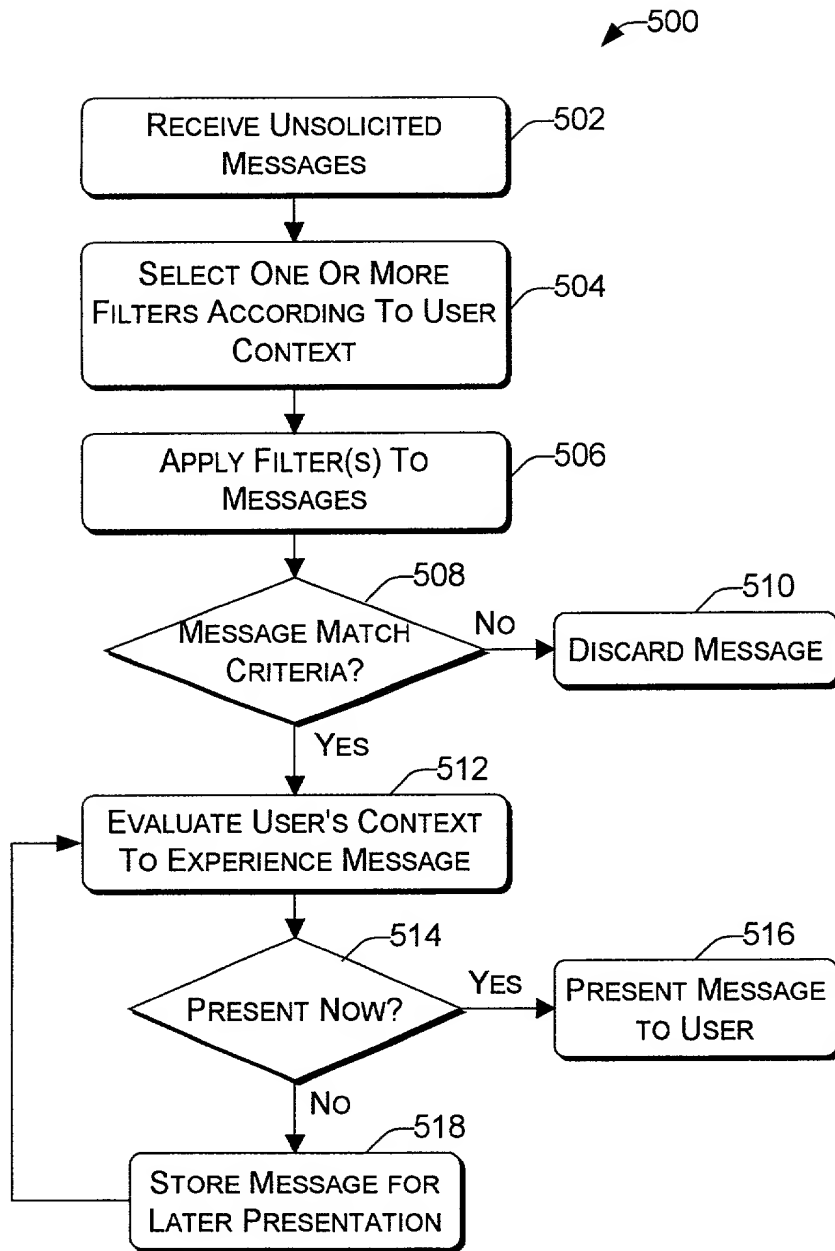 500
RECEIVE UNSOLICITED
MESSAGES
502
SELECT ONE OR MORE
FILTERS ACCORDING TO USER
CONTEXT
504
APPLY FILTER(S) TO
MESSAGES
506
508
MESSAGE MATCH
CRITERIA?
NO
510
DISCARD MESSAGE
YES
512
EVALUATE USER'S CONTEXT
TO EXPERIENCE MESSAGE
514
PRESENT NOW?
YES
516
PRESENT MESSAGE
TO USER
NO
518
STORE MESSAGE FOR
LATER PRESENTATION